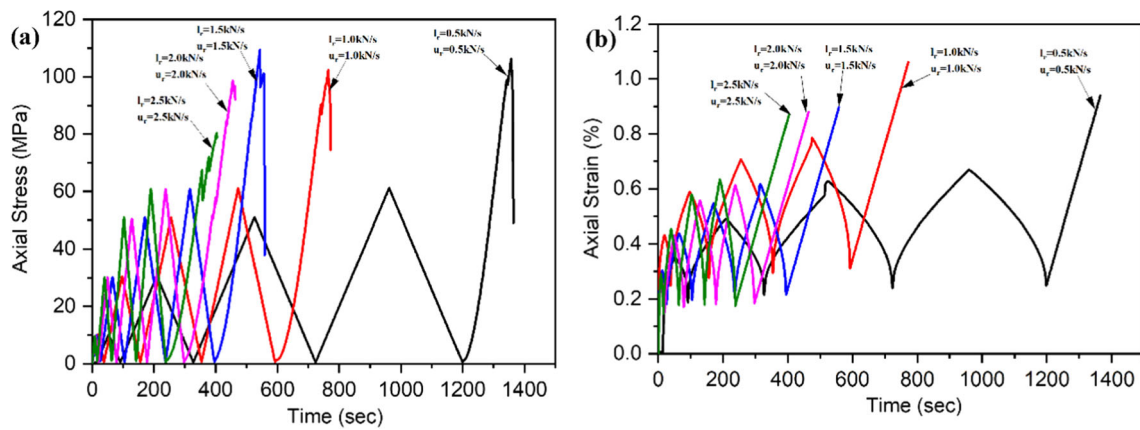 (a)
120
100
80
60
40
20
0
Axial Stress (MPa)
lr=1.5kN/s
ur=1.5kN/s
lr=2.0kN/s
ur=2.0kN/s
lr=2.5kN/s
ur=2.5kN/s
lr=1.0kN/s
ur=1.0kN/s
lr=0.5kN/s
ur=0.5kN/s
0 200 400 600 800 1000 1200 1400
Time (sec)
(b)
1.2
1.0
0.8
0.6
0.4
0.2
0.0
Axial Strain (%)
lr=2.0kN/s
ur=2.0kN/s
lr=1.5kN/s
ur=1.5kN/s
lr=2.5kN/s
ur=2.5kN/s
lr=1.0kN/s
ur=1.0kN/s
lr=0.5kN/s
ur=0.5kN/s
0 200 400 600 800 1000 1200 1400
Time (sec)